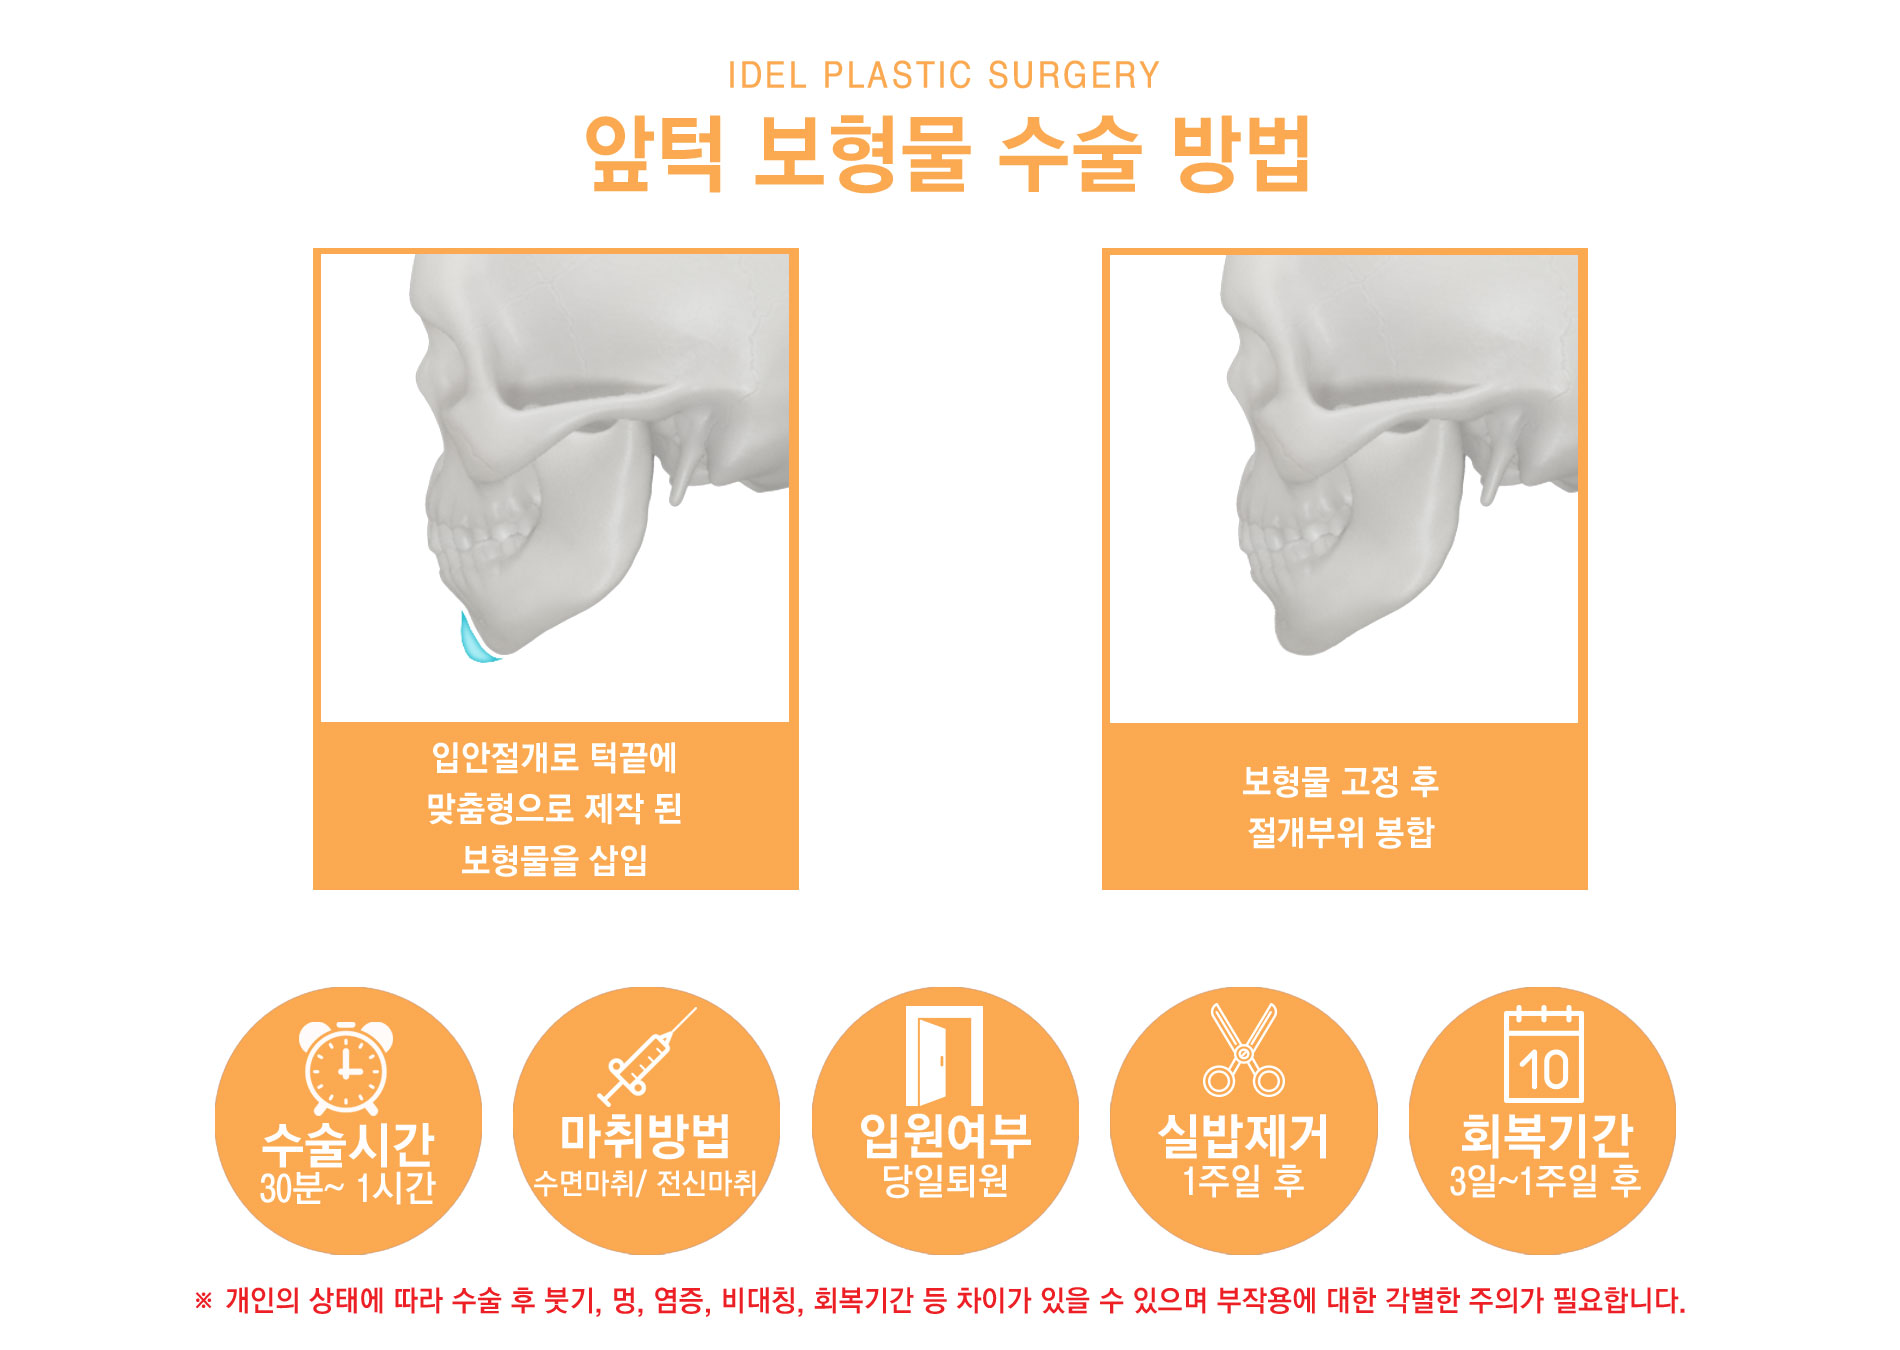 IDEL PLASTIC SURGERY
앞턱 보형물 수술 방법
입안절개로 턱끝에
맞춤형으로 제작 된
보형물을 삽입
보형물 고정 후
절개부위 봉합
수술시간
30분~ 1시간
마취방법
수면마취/ 전신마취
입원여부
당일퇴원
실밥제거
1주일 후
10
회복기간
3일~1주일 후
※ 개인의 상태에 따라 수술 후 붓기, 멍, 염증, 비대칭, 회복기간 등 차이가 있을 수 있으며 부작용에 대한 각별한 주의가 필요합니다.